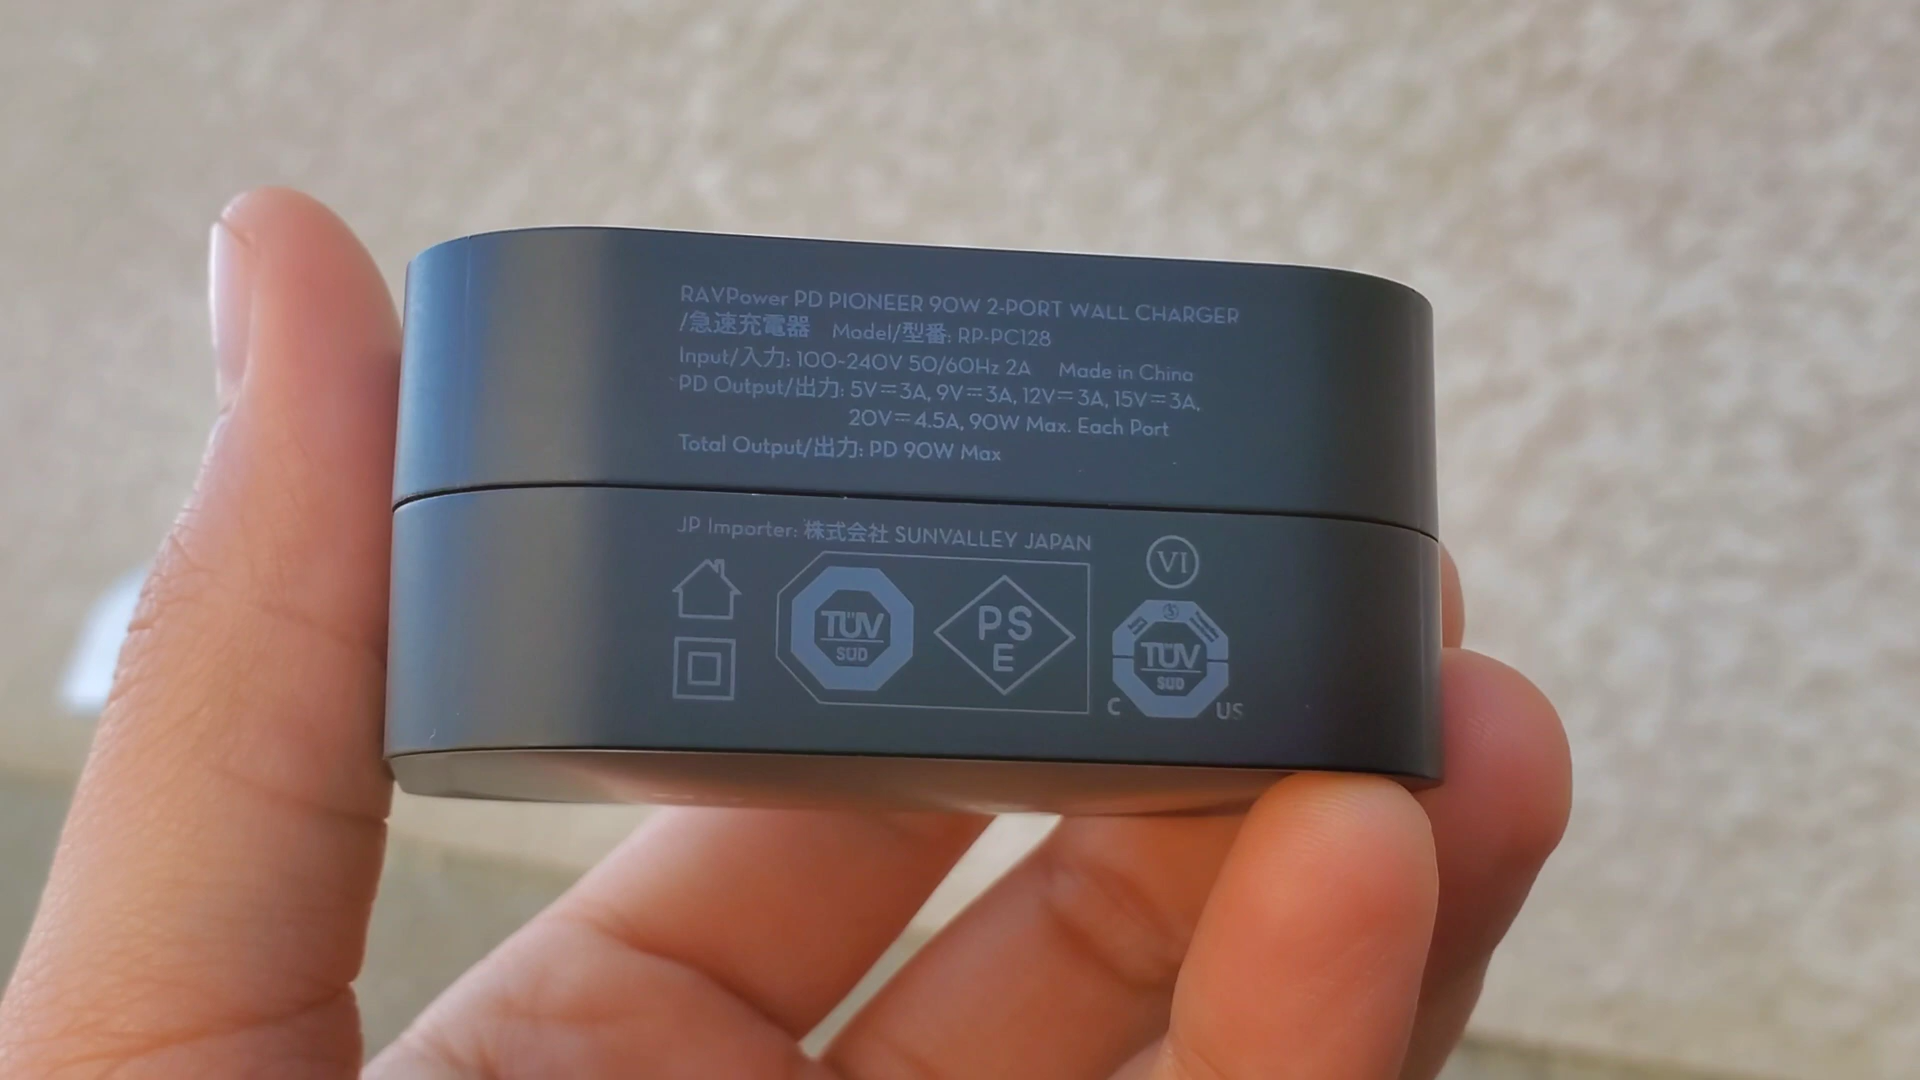 RAVPower PD PIONEER 90W 2-PORT WALL CHARGER
/急速充電器 Model/型番: RP-PC128
Input/入力: 100-240V 50/60Hz 2A Made in China
PD Output/出力: 5V⎓3A, 9V⎓3A, 12V⎓3A, 15V⎓3A,
20V⎓4.5A, 90W Max. Each Port
Total Output/出力: PD 90W Max
JP Importer: 株式会社 SUNVALLEY JAPAN
VI
TÜV
SÜD
PS
E
TÜV
SÜD
C US